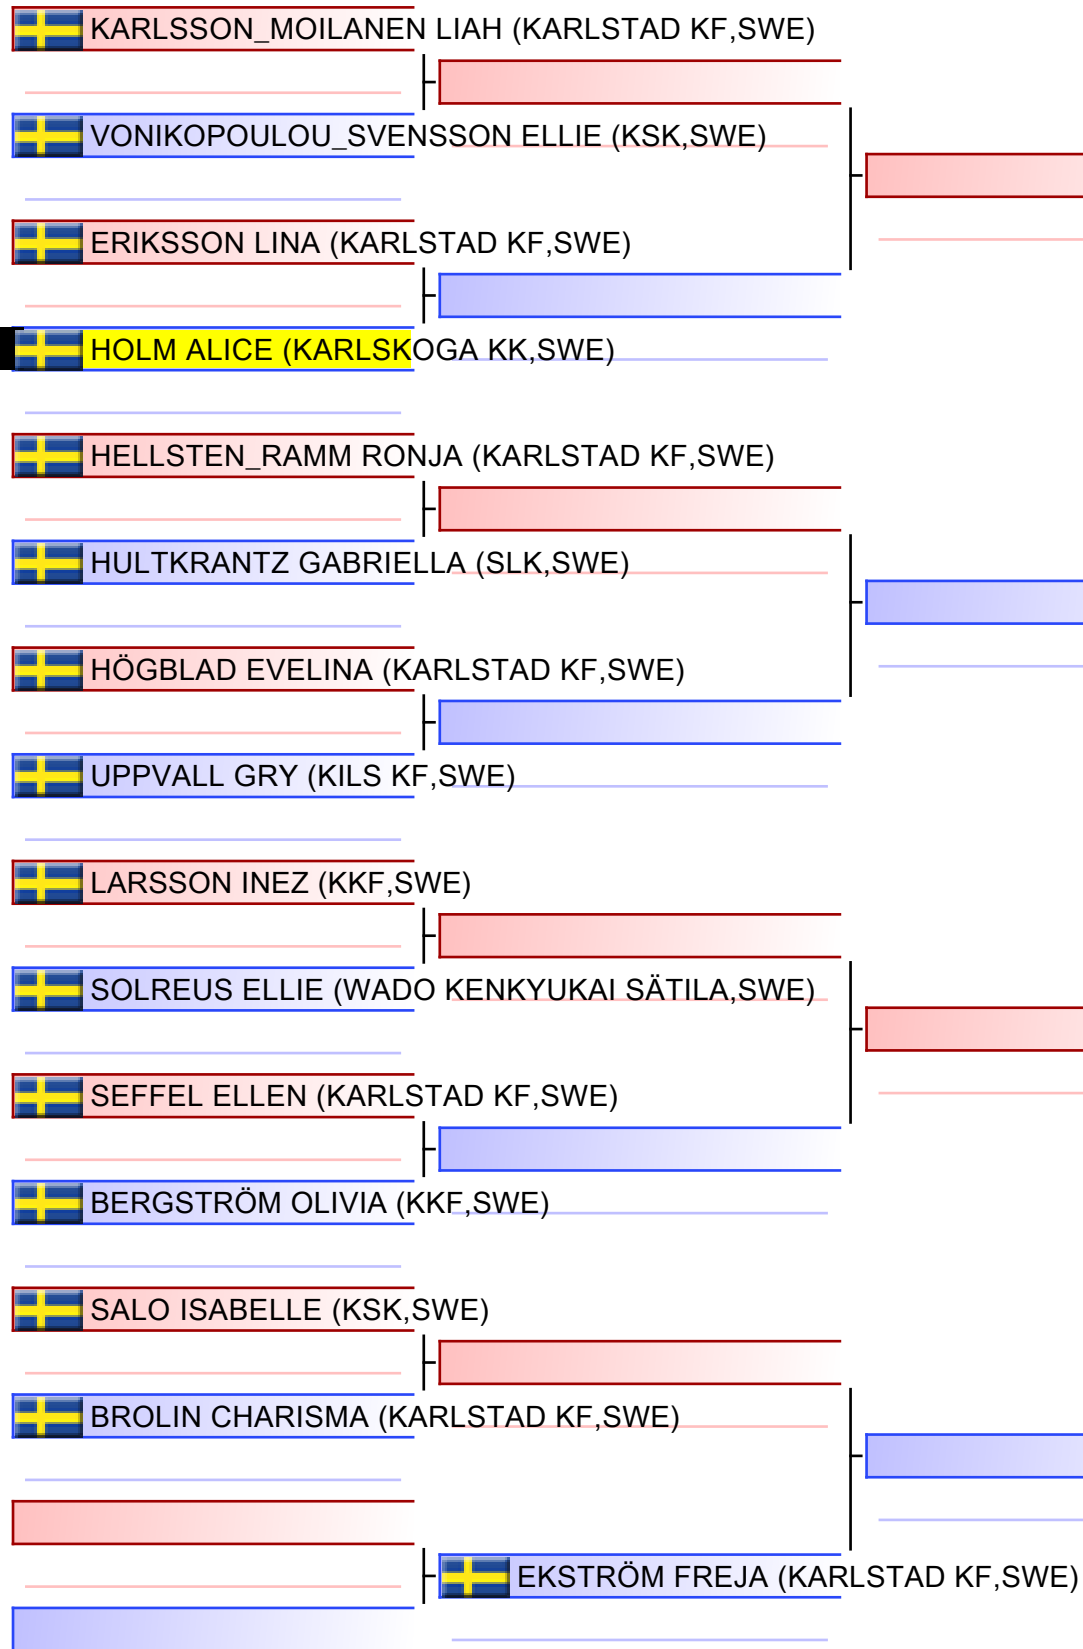 KARLSSON_MOILANEN LIAH (KARLSTAD KF,SWE)
VONIKOPOULOU_SVENSSON ELLIE (KSK,SWE)
ERIKSSON LINA (KARLSTAD KF,SWE)
HOLM ALICE (KARLSKOGA KK,SWE)
HELLSTEN_RAMM RONJA (KARLSTAD KF,SWE)
HULTKRANTZ GABRIELLA (SLK,SWE)
HÖGBLAD EVELINA (KARLSTAD KF,SWE)
UPPVALL GRY (KILS KF,SWE)
LARSSON INEZ (KKF,SWE)
SOLREUS ELLIE (WADO KENKYUKAI SÄTILA,SWE)
SEFFEL ELLEN (KARLSTAD KF,SWE)
BERGSTRÖM OLIVIA (KKF,SWE)
SALO ISABELLE (KSK,SWE)
BROLIN CHARISMA (KARLSTAD KF,SWE)
EKSTRÖM FREJA (KARLSTAD KF,SWE)